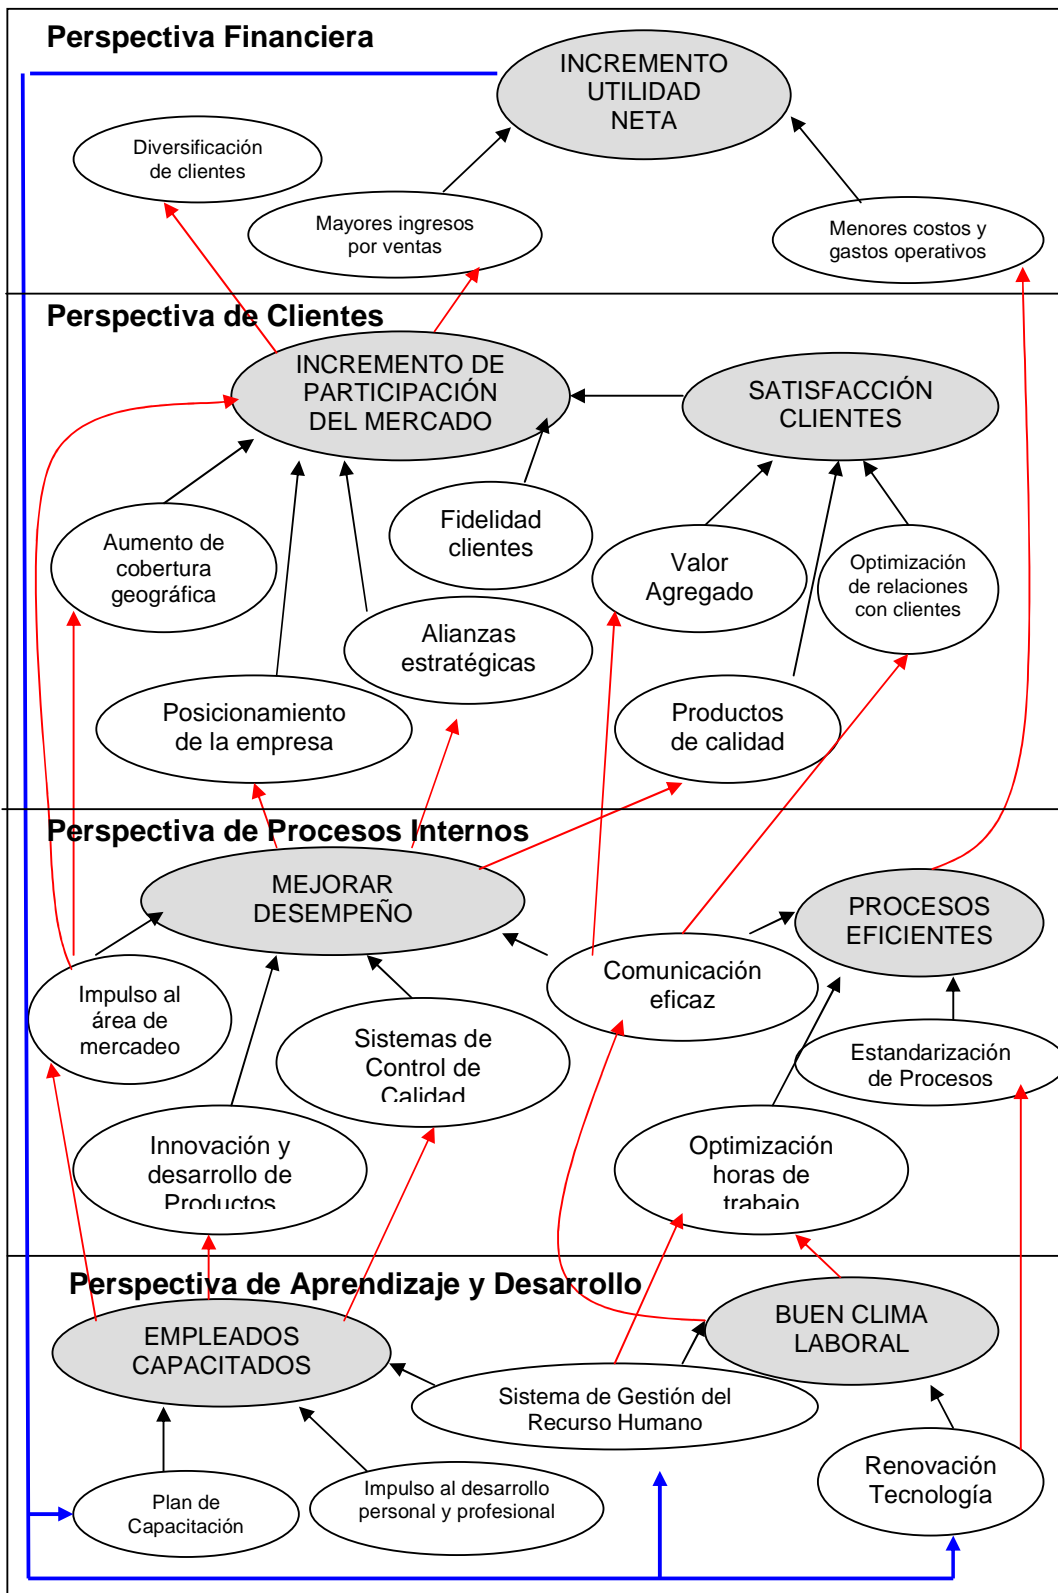 Perspectiva Financiera
INCREMENTO
UTILIDAD
NETA
Diversificación
de clientes
Mayores ingresos
por ventas
Menores costos y
gastos operativos
Perspectiva de Clientes
INCREMENTO DE
PARTICIPACIÓN
DEL MERCADO
SATISFACCIÓN
CLIENTES
Aumento de
cobertura
geográfica
Fidelidad
clientes
Valor
Agregado
Optimización
de relaciones
con clientes
Alianzas
estratégicas
Posicionamiento
de la empresa
Productos
de calidad
Perspectiva de Procesos Internos
MEJORAR
DESEMPEÑO
PROCESOS
EFICIENTES
Impulso al
área de
mercadeo
Comunicación
eficaz
Sistemas de
Control de
Calidad
Estandarización
de Procesos
Innovación y
desarrollo de
Productos
Optimización
horas de
trabajo
Perspectiva de Aprendizaje y Desarrollo
EMPLEADOS
CAPACITADOS
BUEN CLIMA
LABORAL
Sistema de Gestión del
Recurso Humano
Plan de
Capacitación
Impulso al desarrollo
personal y profesional
Renovación
Tecnología